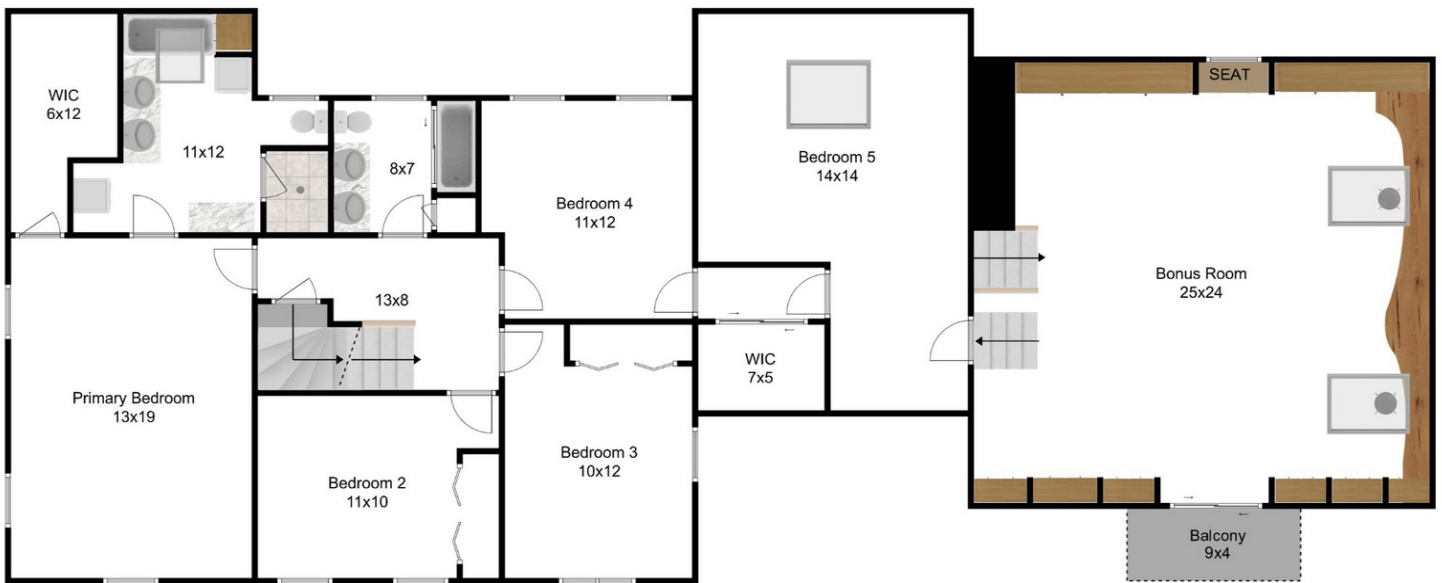 SEAT
WIC
6x12
11x12
8x7
Bedroom 5
14x14
Bedroom 4
11x12
Bonus Room
25x24
13x8
WIC
7x5
Primary Bedroom
13x19
Bedroom 3
10x12
Bedroom 2
11x10
Balcony
9x4